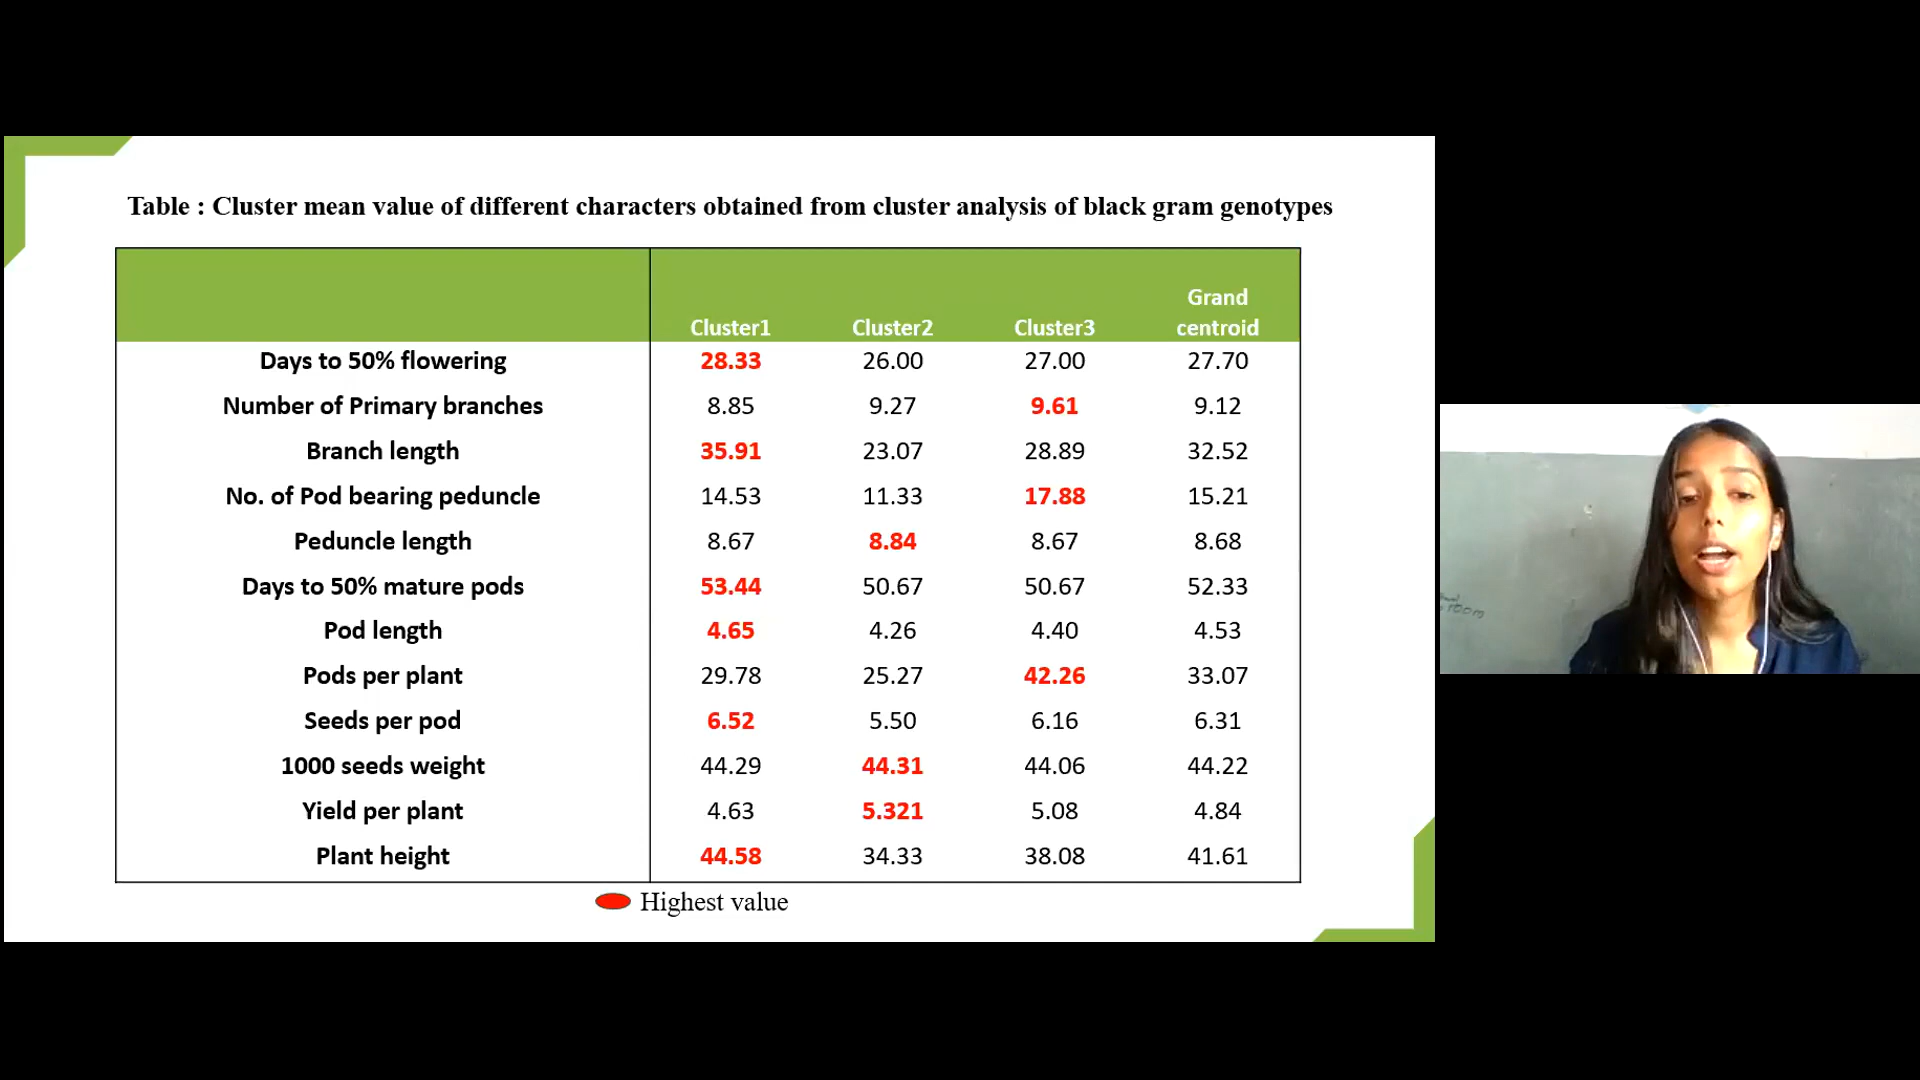 Table : Cluster mean value of different characters obtained from cluster analysis of black gram genotypes
Cluster1 Cluster2 Cluster3 Grand centroid
Days to 50% flowering 28.33 26.00 27.00 27.70
Number of Primary branches 8.85 9.27 9.61 9.12
Branch length 35.91 23.07 28.89 32.52
No. of Pod bearing peduncle 14.53 11.33 17.88 15.21
Peduncle length 8.67 8.84 8.67 8.68
Days to 50% mature pods 53.44 50.67 50.67 52.33
Pod length 4.65 4.26 4.40 4.53
Pods per plant 29.78 25.27 42.26 33.07
Seeds per pod 6.52 5.50 6.16 6.31
1000 seeds weight 44.29 44.31 44.06 44.22
Yield per plant 4.63 5.321 5.08 4.84
Plant height 44.58 34.33 38.08 41.61
Highest value
room